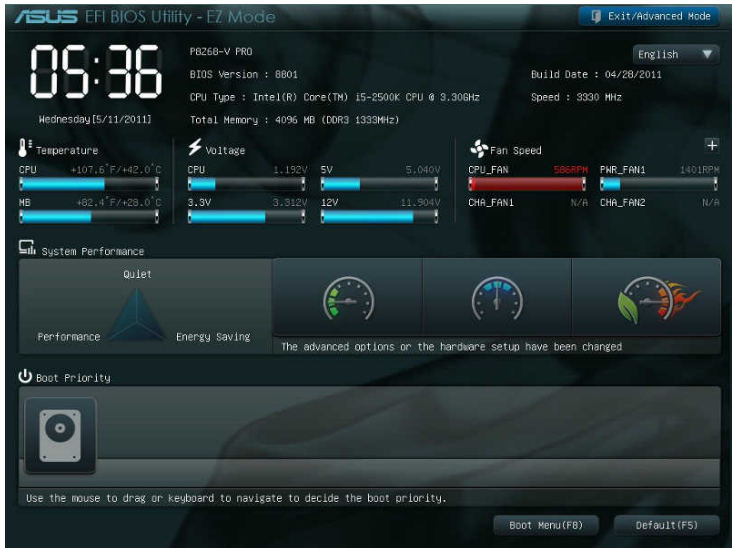 ASUS EFI BIOS Utility - EZ Mode
Exit/Advanced Mode
05:36
Wednesday[5/11/2011]
P8Z68-V PRO
English
BIOS Version : 8801
Build Date : 04/28/2011
CPU Type : Intel(R) Core(TM) i5-2500K CPU @ 3.30GHz
Speed : 3330 MHz
Total Memory : 4096 MB (DDR3 1333MHz)
Temperature
CPU +107.6°F/+42.0°C
MB +82.4°F/+28.0°C
Voltage
CPU 1.192V 5V 5.040V
3.3V 3.312V 12V 11.904V
Fan Speed
CPU_FAN 586RPM PWR_FAN1 1401RPM
CHA_FAN1 N/A CHA_FAN2 N/A
System Performance
Quiet
Performance
Energy Saving
The advanced options or the hardware setup have been changed
Boot Priority
Use the mouse to drag or keyboard to navigate to decide the boot priority.
Boot Menu(F8)
Default(F5)